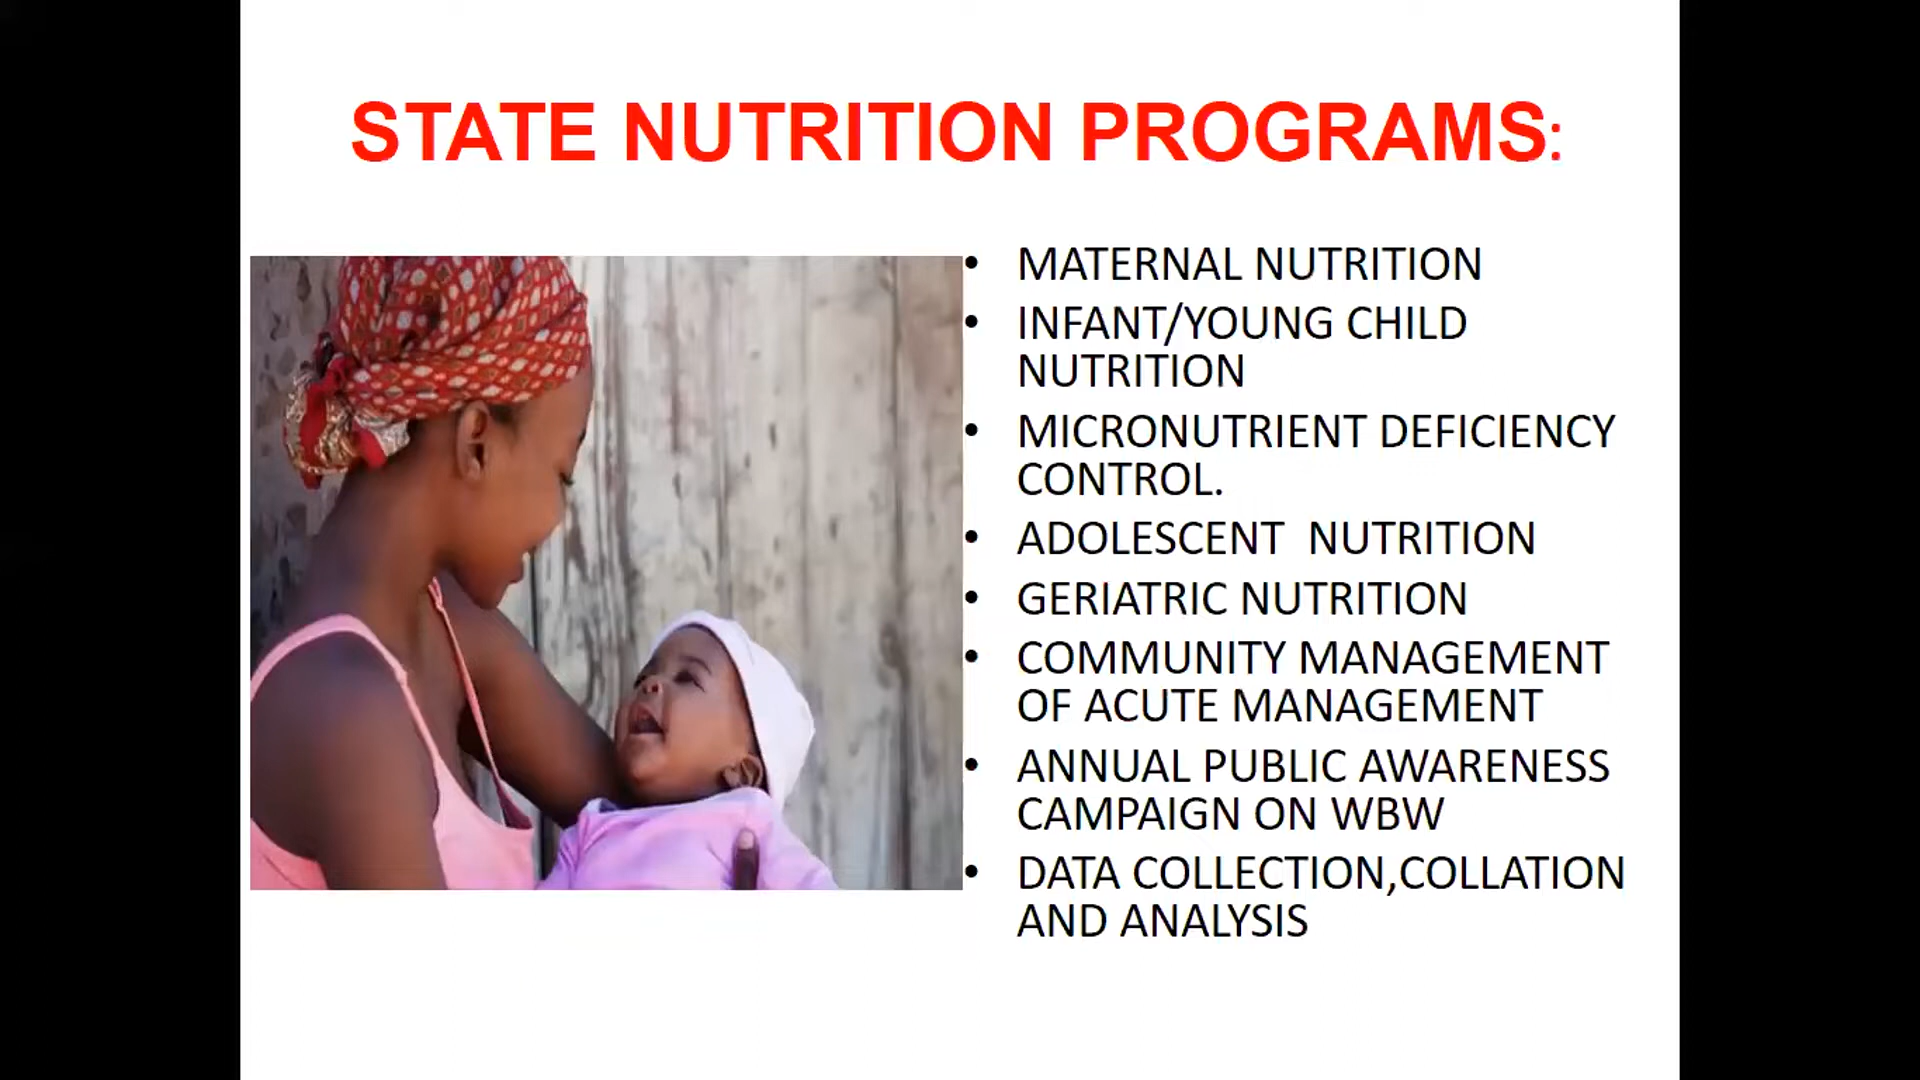 STATE NUTRITION PROGRAMS:
• MATERNAL NUTRITION
• INFANT/YOUNG CHILD
NUTRITION
• MICRONUTRIENT DEFICIENCY
CONTROL.
• ADOLESCENT  NUTRITION
• GERIATRIC NUTRITION
• COMMUNITY MANAGEMENT
OF ACUTE MANAGEMENT
• ANNUAL PUBLIC AWARENESS
CAMPAIGN ON WBW
• DATA COLLECTION,COLLATION
AND ANALYSIS